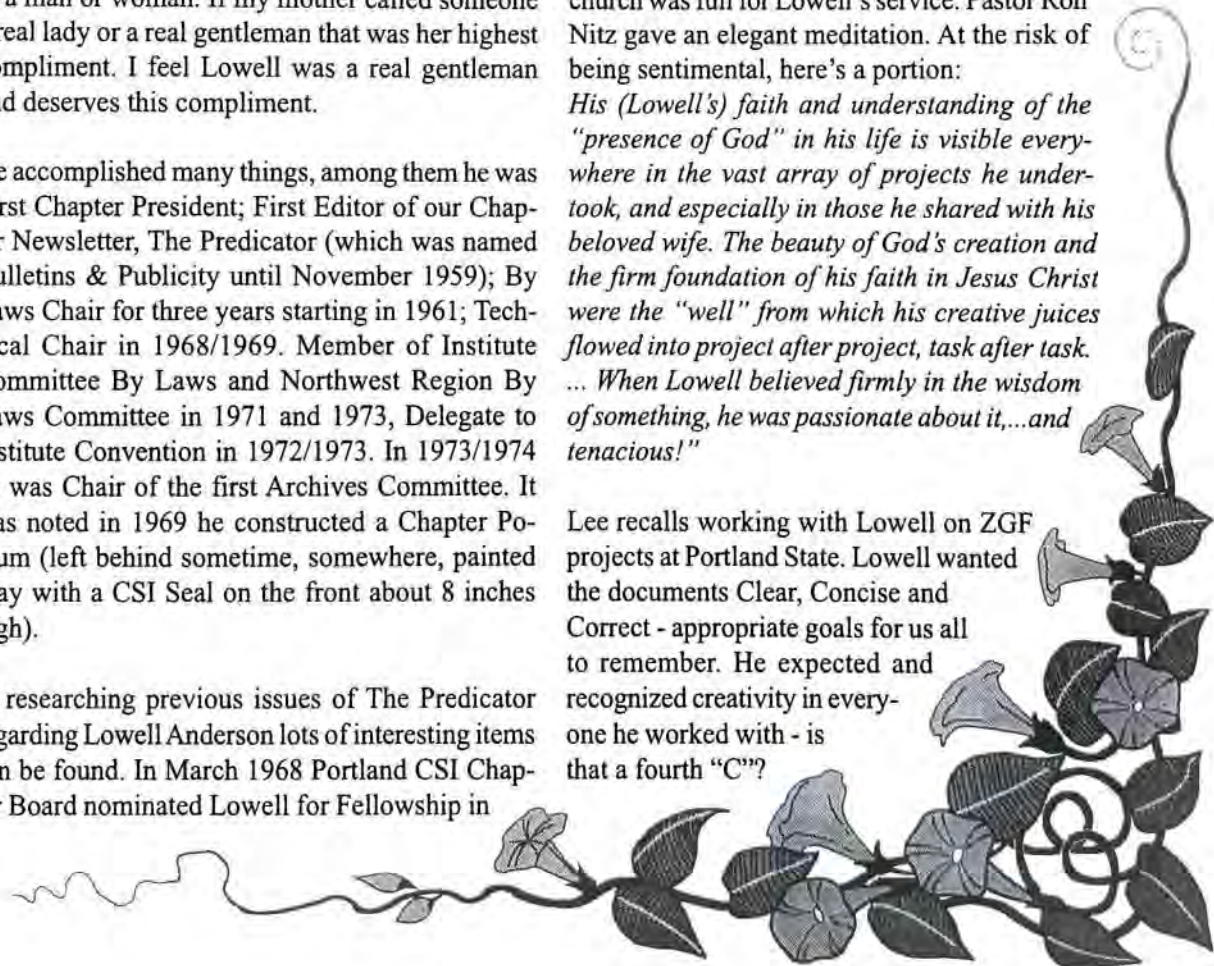 a man or woman. If my mother called someone
real lady or a real gentleman that was her highest
ompliment. I feel Lowell was a real gentleman
d deserves this compliment.
e accomplished many things, among them he was
rst Chapter President; First Editor of our Chap-
r Newsletter, The Predicator (which was named
ulletins & Publicity until November 1959); By
aws Chair for three years starting in 1961; Tech-
cal Chair in 1968/1969. Member of Institute
ommittee By Laws and Northwest Region By
aws Committee in 1971 and 1973, Delegate to
stitute Convention in 1972/1973. In 1973/1974
was Chair of the first Archives Committee. It
as noted in 1969 he constructed a Chapter Po-
um (left behind sometime, somewhere, painted
ay with a CSI Seal on the front about 8 inches
gh).
researching previous issues of The Predicator
garding Lowell Anderson lots of interesting items
n be found. In March 1968 Portland CSI Chap-
r Board nominated Lowell for Fellowship in
church was full for Lowell's service. Pastor Ron
Nitz gave an elegant meditation. At the risk of
being sentimental, here's a portion:
His (Lowell's) faith and understanding of the
"presence of God" in his life is visible every-
where in the vast array of projects he under-
took, and especially in those he shared with his
beloved wife. The beauty of God's creation and
the firm foundation of his faith in Jesus Christ
were the "well" from which his creative juices
flowed into project after project, task after task.
... When Lowell believed firmly in the wisdom
of something, he was passionate about it,...and
tenacious!"
Lee recalls working with Lowell on ZGF
projects at Portland State. Lowell wanted
the documents Clear, Concise and
Correct - appropriate goals for us all
to remember. He expected and
recognized creativity in every-
one he worked with - is
that a fourth "C"?